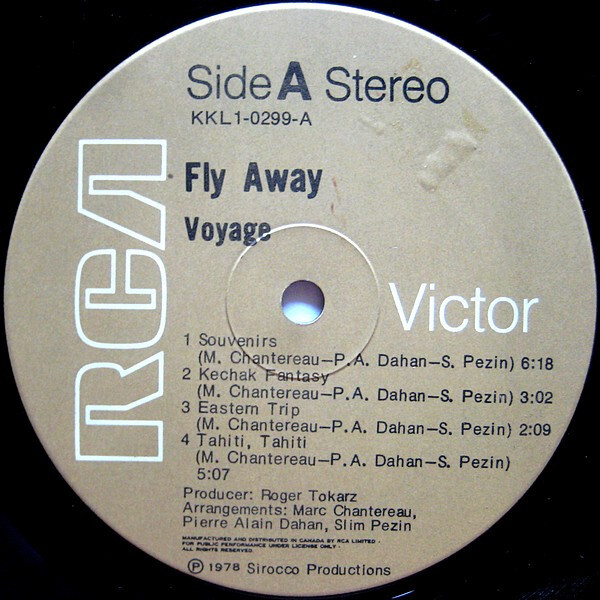 Side A Stereo
KKL1-0299-A
Fly Away
Voyage
RCA
Victor
1 Souvenirs
(M. Chantereau—P.A. Dahan—S. Pezin) 6:18
2 Kechak Fantasy
(M. Chantereau—P.A. Dahan—S. Pezin) 3:02
3 Eastern Trip
(M. Chantereau—P.A. Dahan—S. Pezin) 2:09
4 Tahiti, Tahiti
(M. Chantereau—P.A. Dahan—S. Pezin)
5:07
Producer: Roger Tokarz
Arrangements: Marc Chantereau,
Pierre Alain Dahan, Slim Pezin
MANUFACTURED AND DISTRIBUTED IN CANADA BY RCA LIMITED -
FOR PUBLIC PERFORMANCE UNDER LICENSE ONLY -
ALL RIGHTS RESERVED
Ⓟ 1978 Sirocco Productions